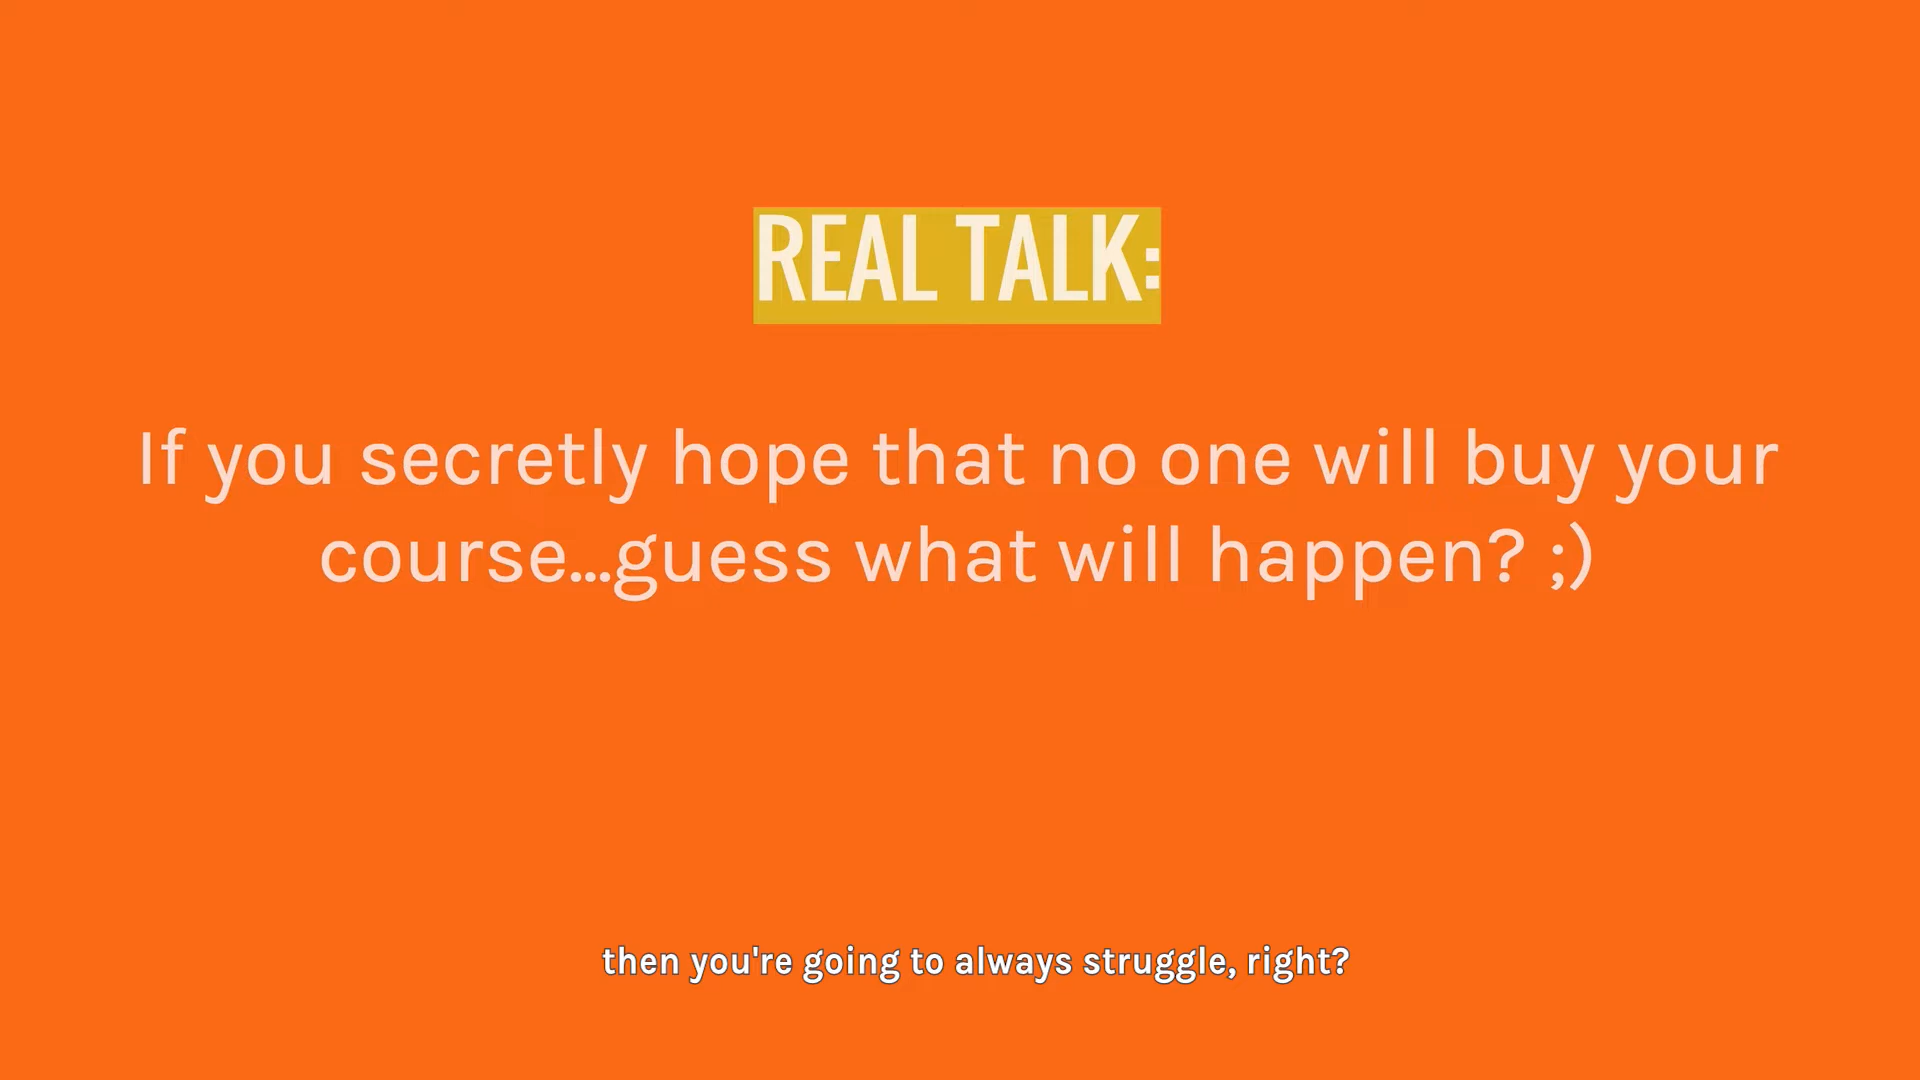 REAL TALK:
If you secretly hope that no one will buy your
course...guess what will happen? ;)
then you're going to always struggle, right?